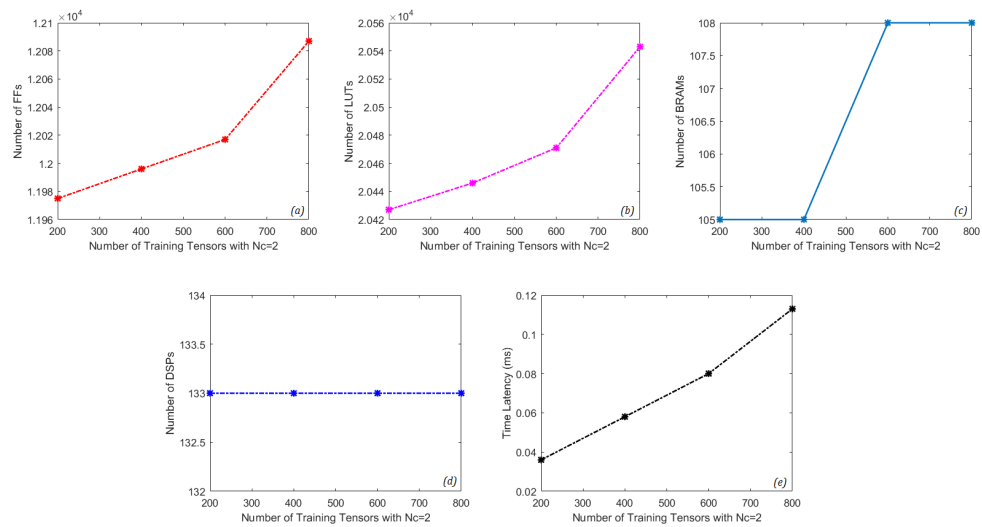 ×10⁴
1.21
1.208
1.206
1.204
1.202
1.2
1.198
1.196
200 300 400 500 600 700 800
Number of FFs
Number of Training Tensors with Nc=2
(a)
×10⁴
2.056
2.054
2.052
2.05
2.048
2.046
2.044
2.042
200 300 400 500 600 700 800
Number of LUTs
Number of Training Tensors with Nc=2
(b)
108
107.5
107
106.5
106
105.5
105
200 300 400 500 600 700 800
Number of BRAMs
Number of Training Tensors with Nc=2
(c)
134
133.5
133
132.5
132
200 300 400 500 600 700 800
Number of DSPs
Number of Training Tensors with Nc=2
(d)
0.12
0.1
0.08
0.06
0.04
0.02
200 300 400 500 600 700 800
Time Latency (ms)
Number of Training Tensors with Nc=2
(e)